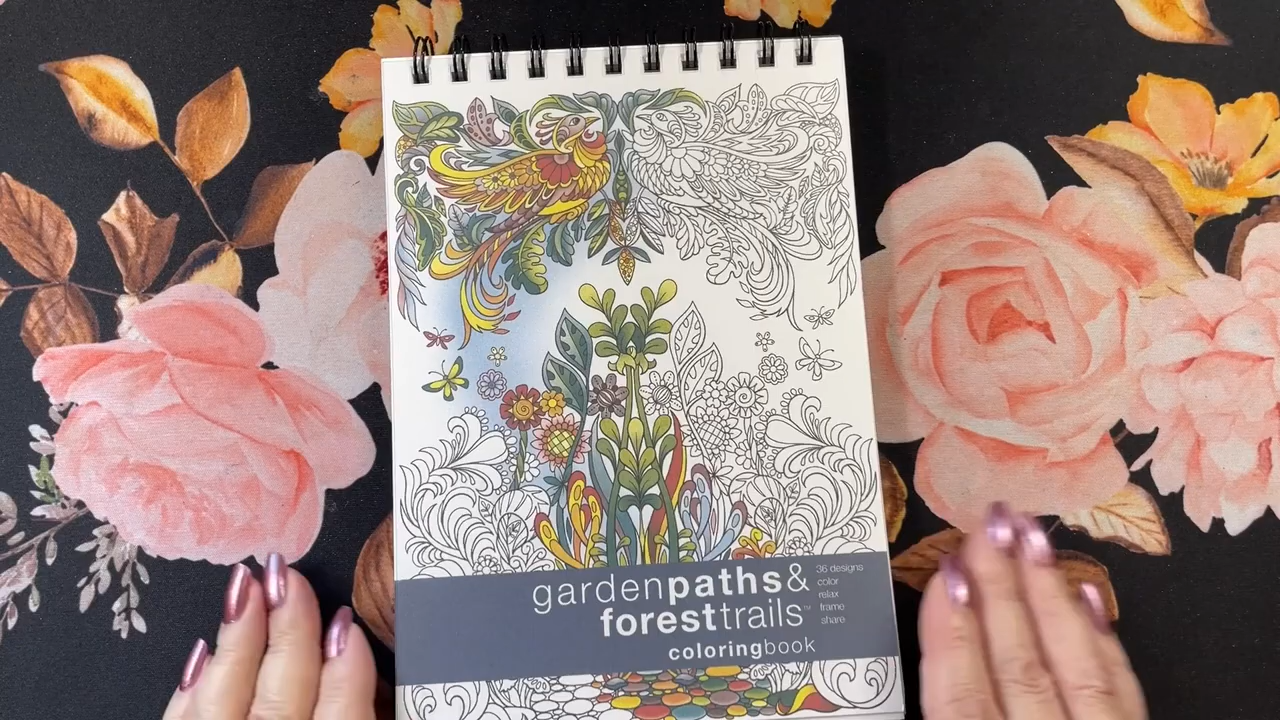 gardenpaths&
foresttrails™
coloringbook
36 designs
color
relax
frame
share